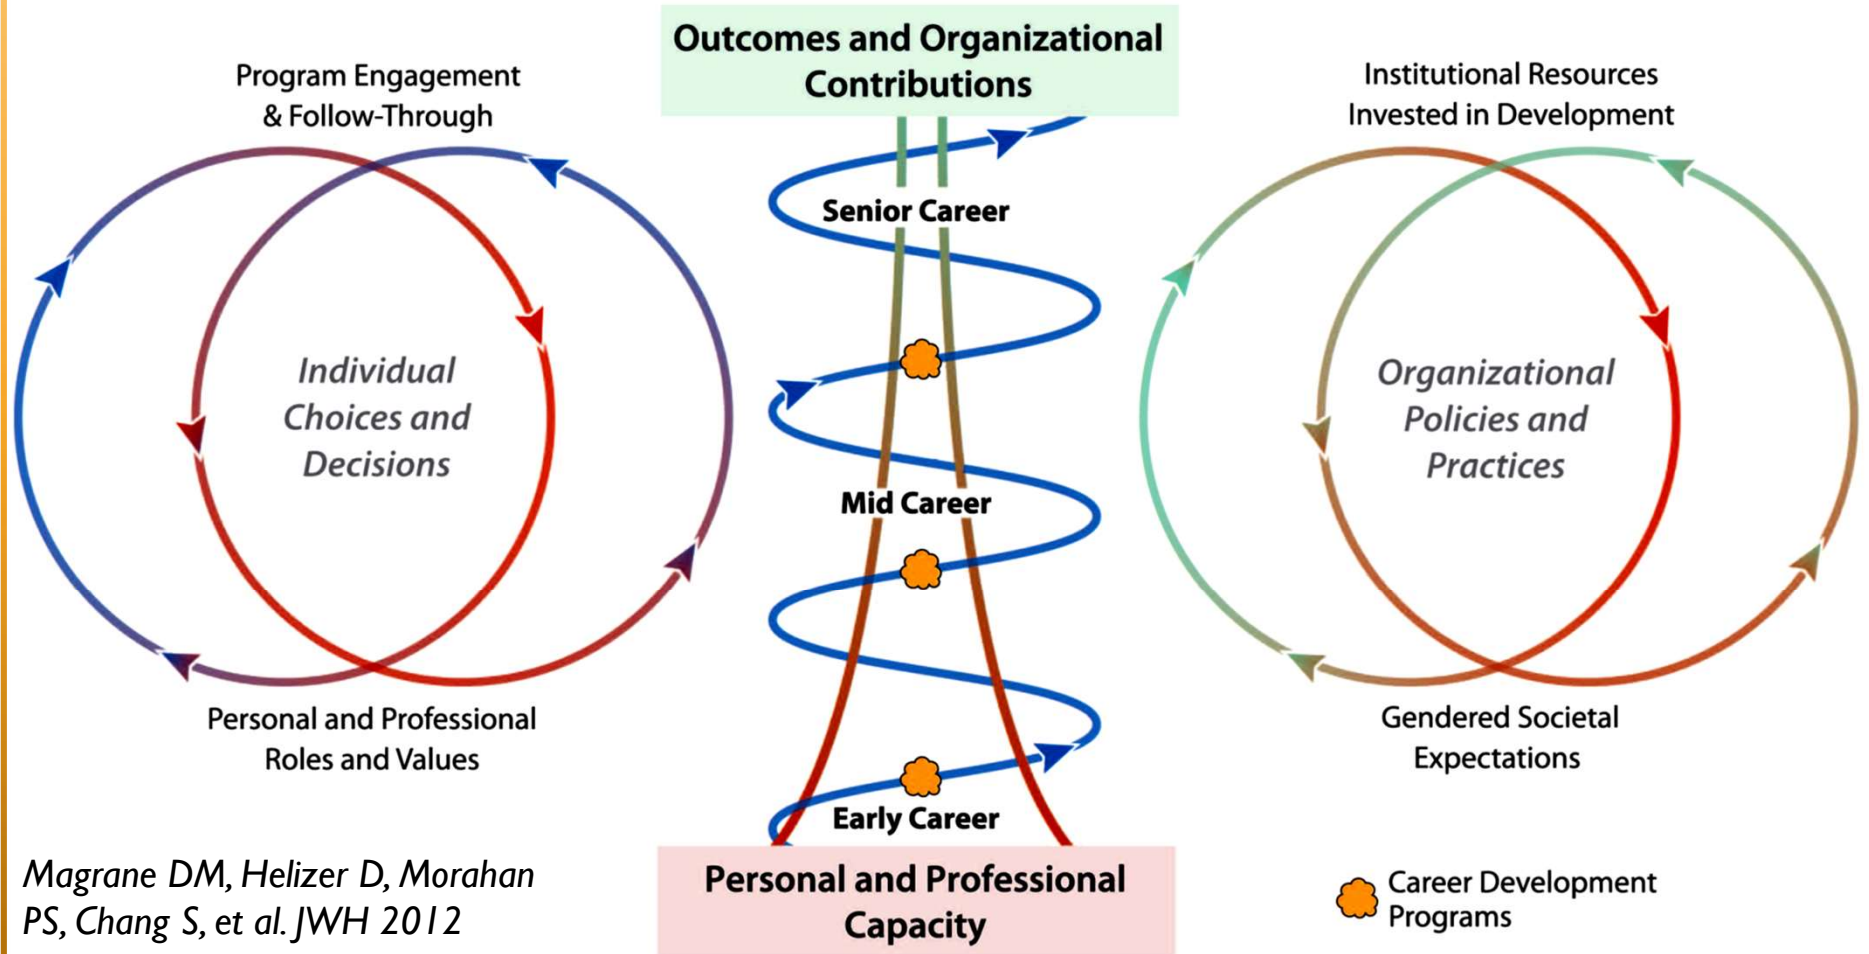 Outcomes and Organizational
Contributions
Program Engagement
& Follow-Through
Institutional Resources
Invested in Development
Senior Career
Individual
Choices and
Decisions
Organizational
Policies and
Practices
Mid Career
Personal and Professional
Roles and Values
Gendered Societal
Expectations
Early Career
Magrane DM, Helizer D, Morahan
PS, Chang S, et al. JWH 2012
Personal and Professional
Capacity
Career Development
Programs